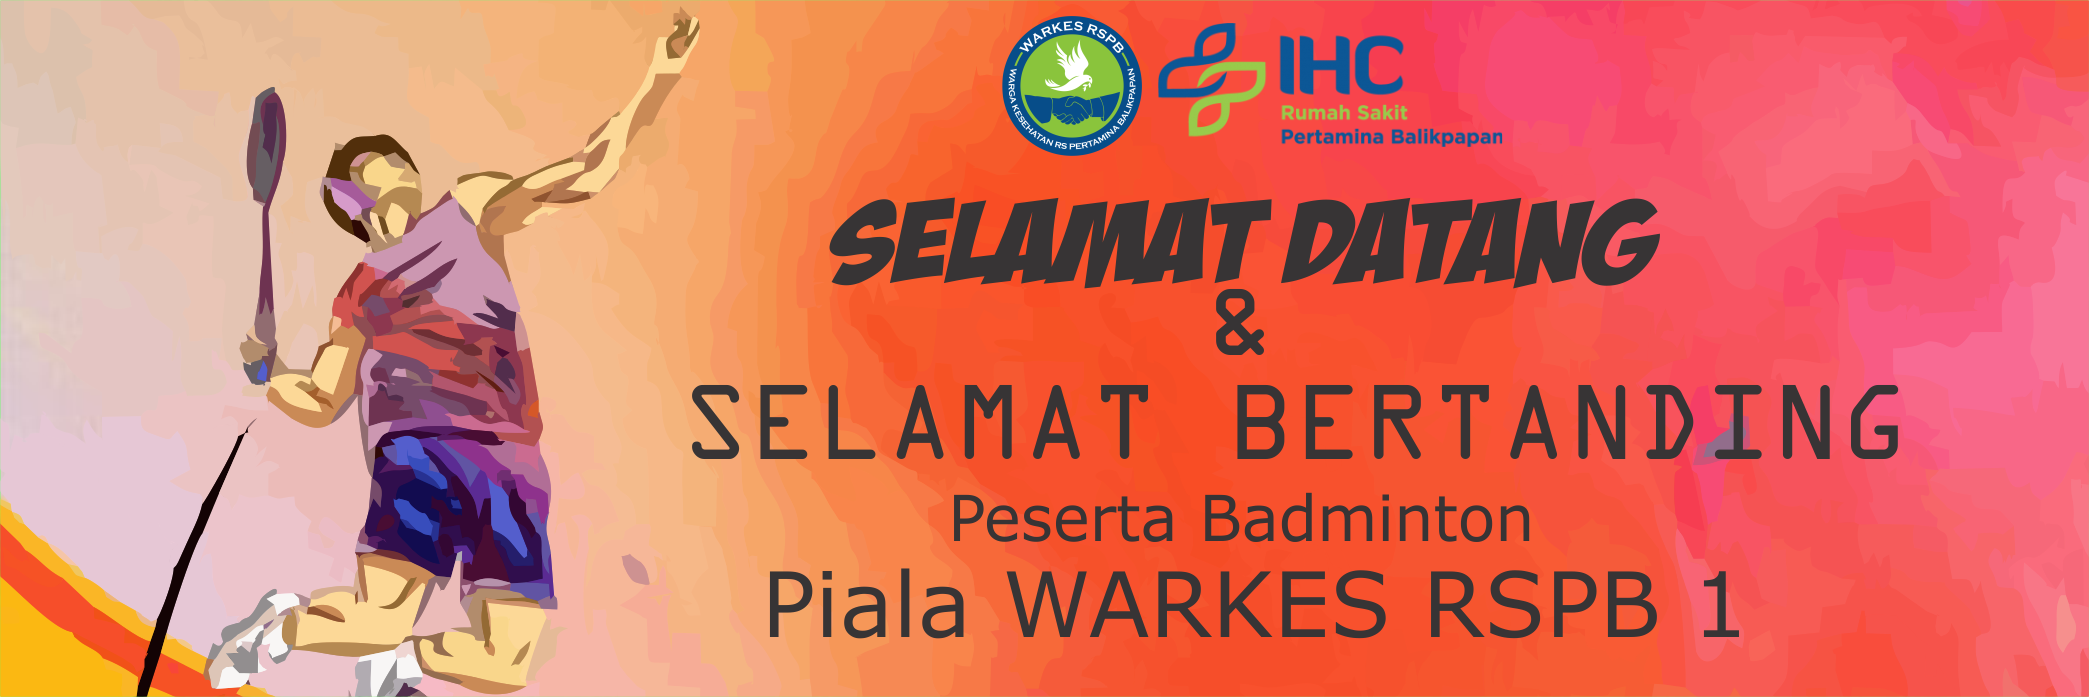 WARKES RSPB
WARGA KESEHATAN RS PERTAMINA BALIKPAPAN
IHC
Rumah Sakit
Pertamina Balikpapan
SELAMAT DATANG
&
SELAMAT BERTANDING
Peserta Badminton
Piala WARKES RSPB 1